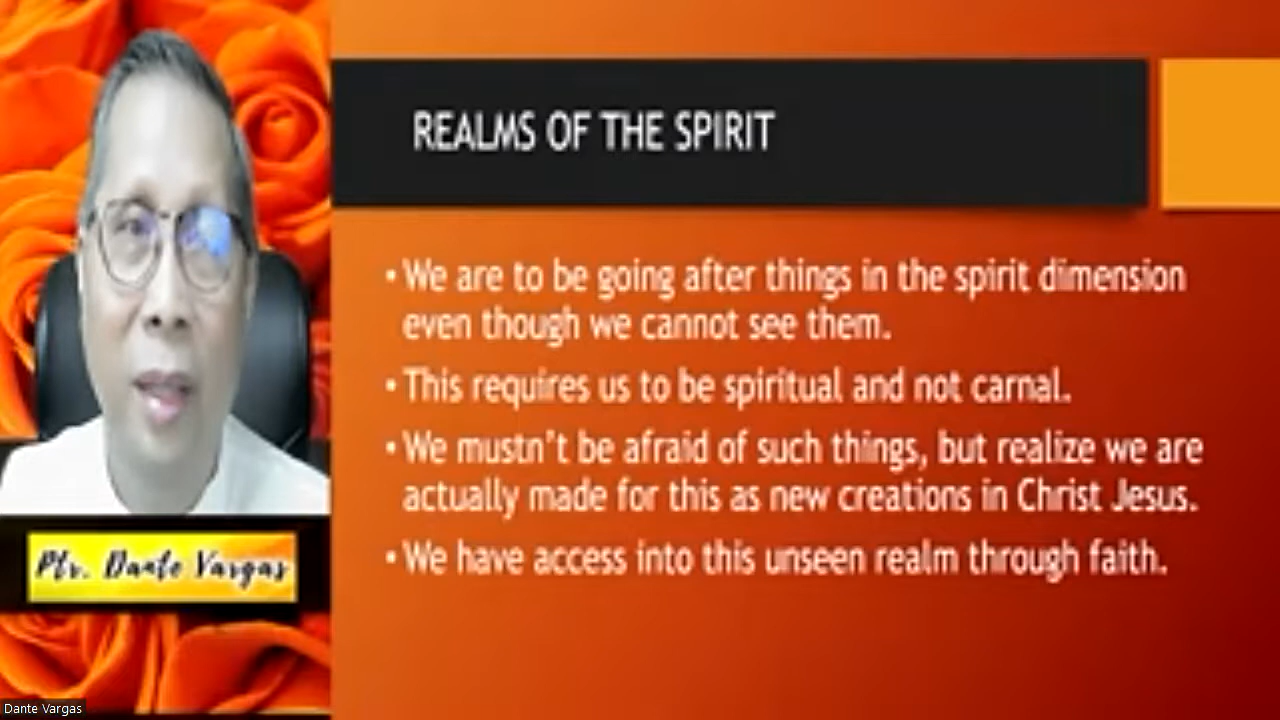 REALMS OF THE SPIRIT
• We are to be going after things in the spirit dimension
even though we cannot see them.
• This requires us to be spiritual and not carnal.
• We mustn't be afraid of such things, but realize we are
actually made for this as new creations in Christ Jesus.
• We have access into this unseen realm through faith.
Ptr. Dante Vargas
Dante Vargas